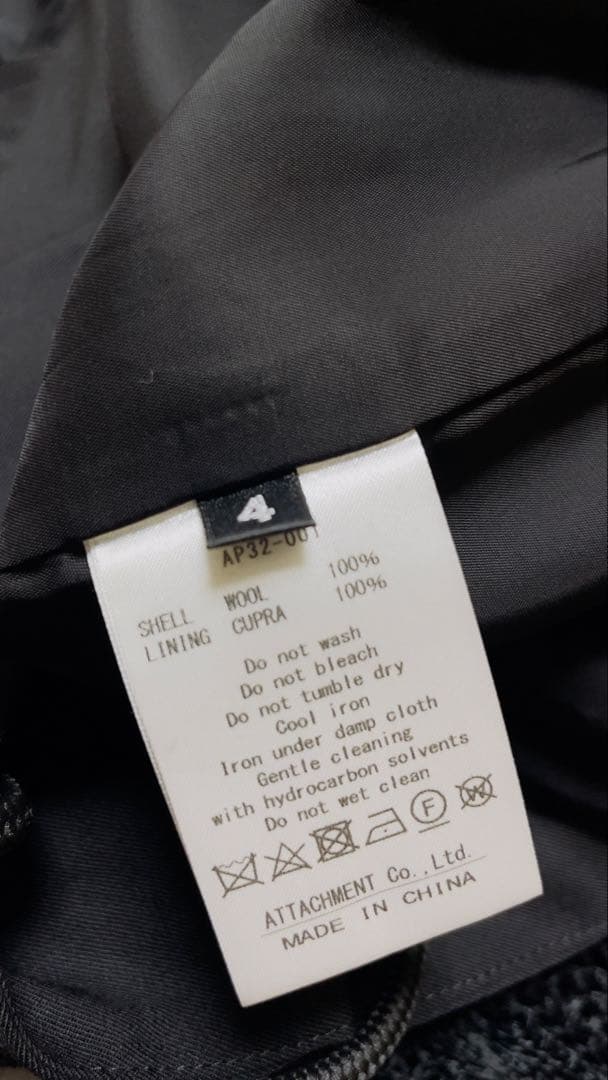 4
AP32-001
SHELL WOOL 100%
LINING CUPRA 100%
Do not wash
Do not bleach
Do not tumble dry
Cool iron
Iron under damp cloth
Gentle cleaning
with hydrocarbon solvents
Do not wet clean
F W
ATTACHMENT Co.,Ltd.
MADE IN CHINA